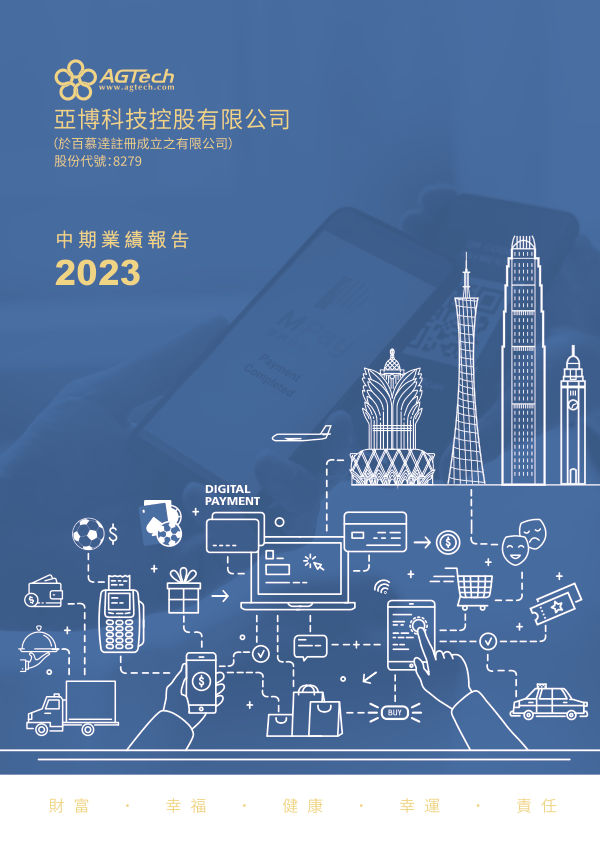 AGTech
www.agtech.com
亞博科技控股有限公司
(於百慕達註冊成立之有限公司)
股份代號:8279
中期業績報告
2023
Payment
Completed
DIGITAL
PAYMENT
BUY
財富 · 幸福 · 健康 · 幸運 · 責任